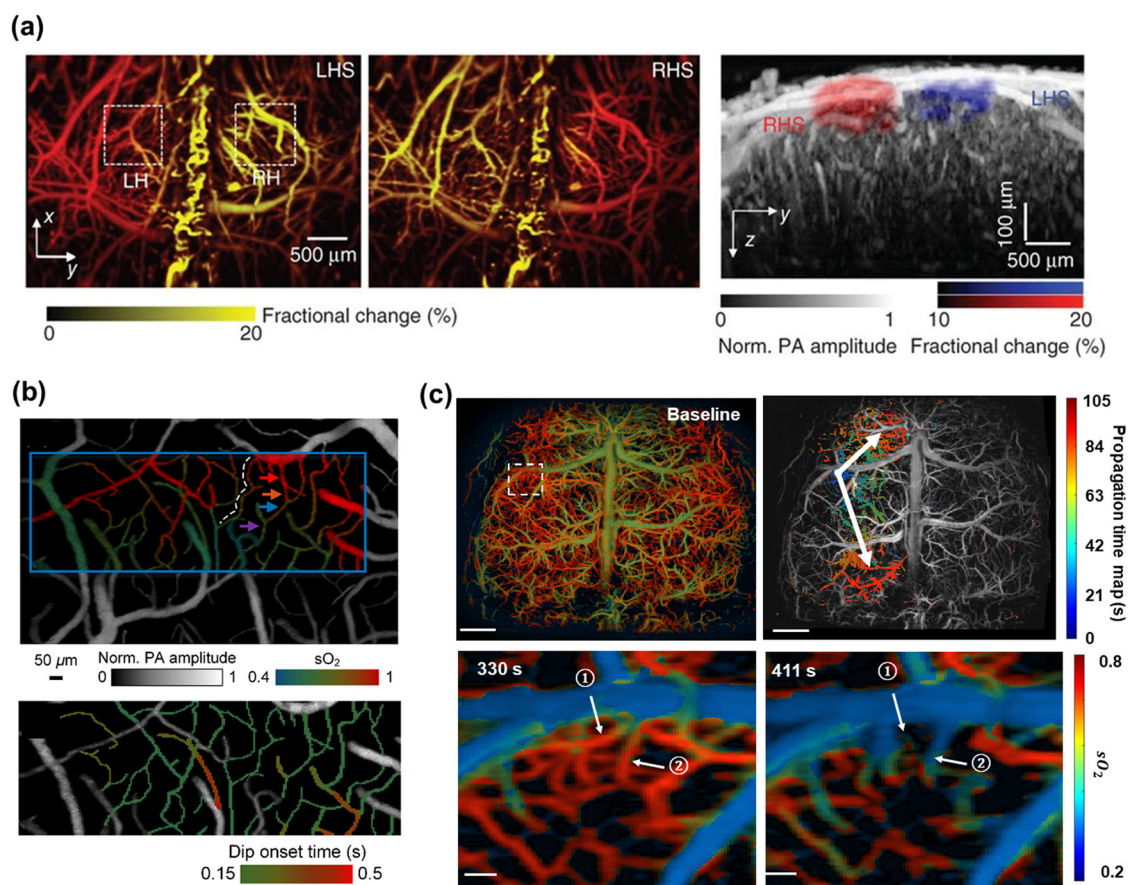 (a)
LHS
RHS
LH
RH
x
y
500 μm
RHS
LHS
y
z
100 μm
500 μm
Fractional change (%)
0
20
0
1
10
20
Norm. PA amplitude
Fractional change (%)
(b)
50 μm
Norm. PA amplitude
0
1
sO2
0.4
1
Dip onset time (s)
0.15
0.5
(c)
Baseline
105
84
63
42
21
0
Propagation time map (s)
330 s
①
②
411 s
①
②
0.8
sO2
0.2